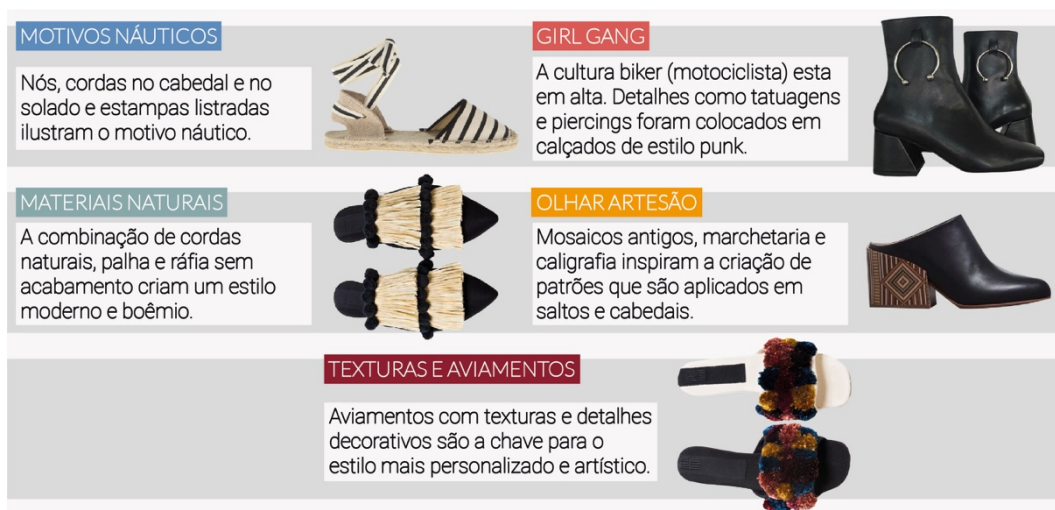 MOTIVOS NÁUTICOS
Nós, cordas no cabedal e no
solado e estampas listradas
ilustram o motivo náutico.
GIRL GANG
A cultura biker (motociclista) esta
em alta. Detalhes como tatuagens
e piercings foram colocados em
calçados de estilo punk.
MATERIAIS NATURAIS
A combinação de cordas
naturais, palha e ráfia sem
acabamento criam um estilo
moderno e boêmio.
OLHAR ARTESÃO
Mosaicos antigos, marchetaria e
caligrafia inspiram a criação de
patrões que são aplicados em
saltos e cabedais.
TEXTURAS E AVIAMENTOS
Aviamentos com texturas e detalhes
decorativos são a chave para o
estilo mais personalizado e artístico.